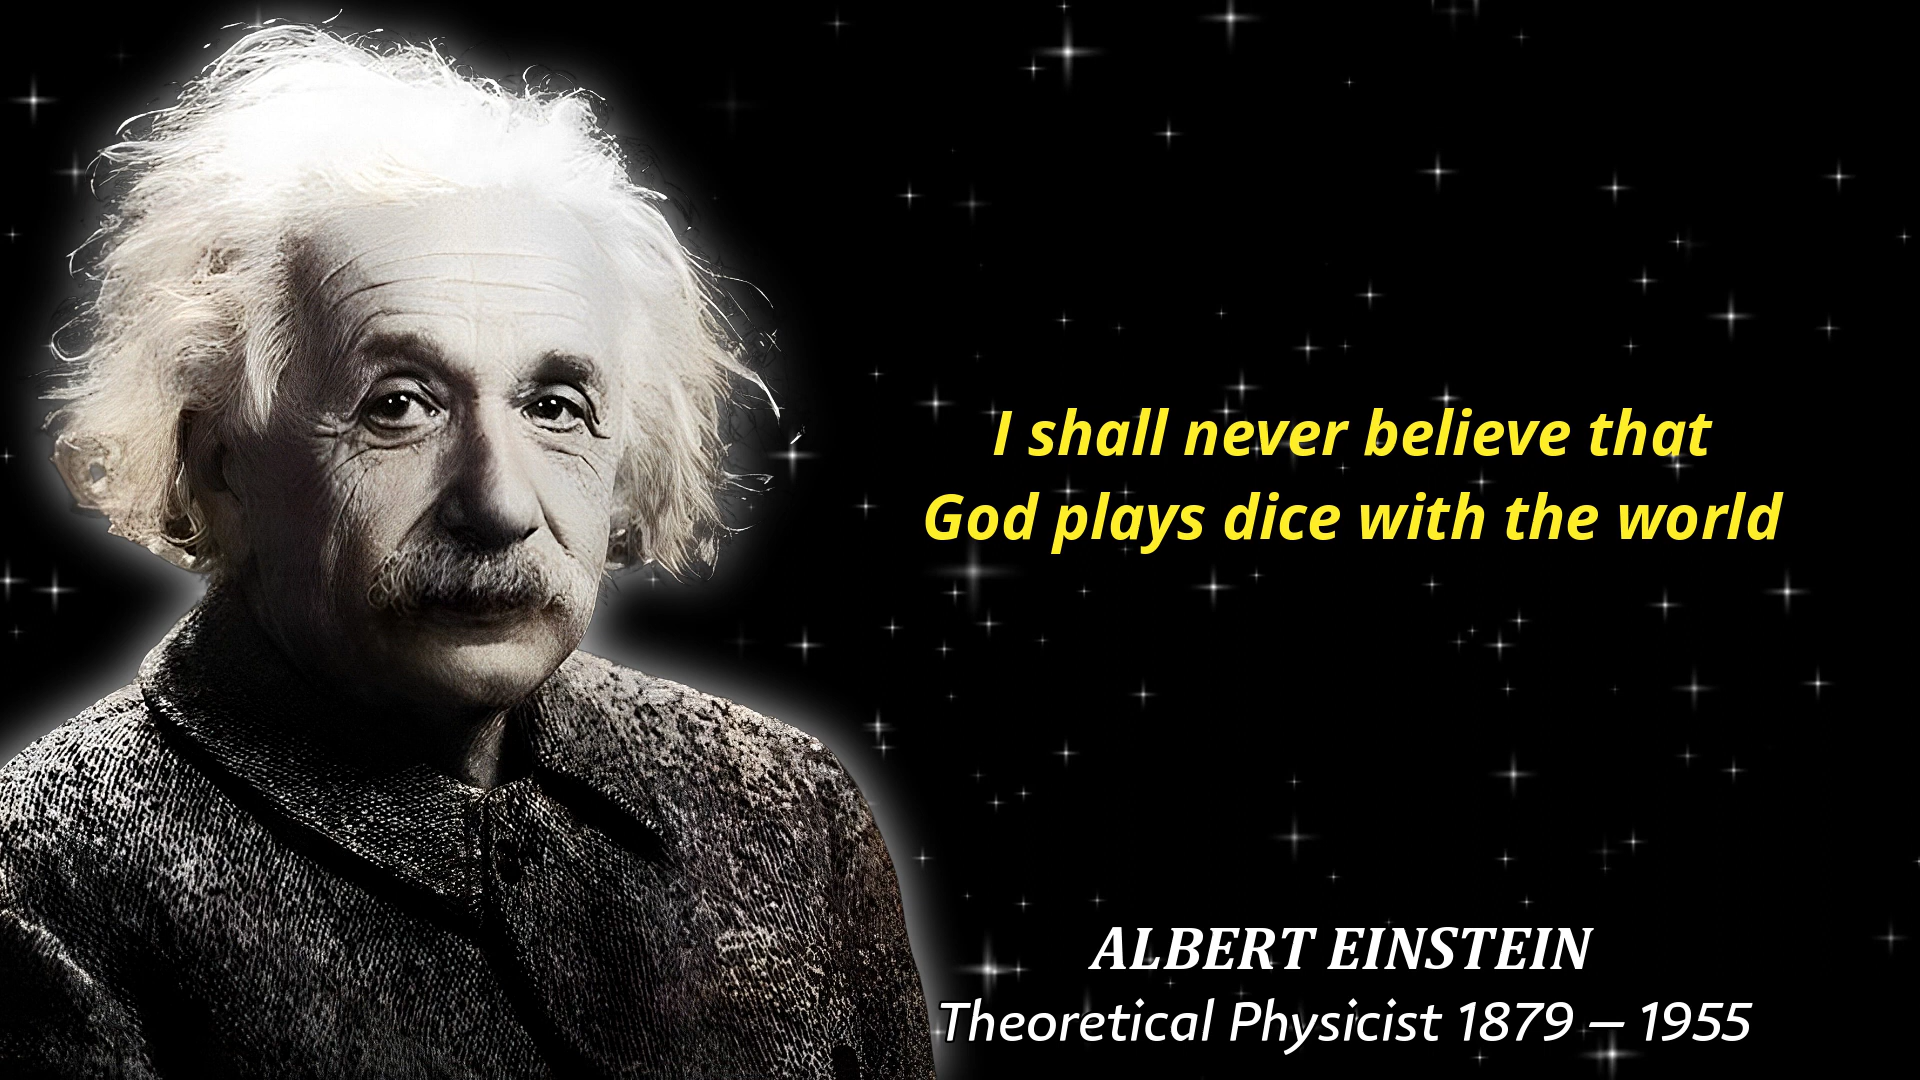 I shall never believe that
God plays dice with the world
ALBERT EINSTEIN
Theoretical Physicist 1879 – 1955